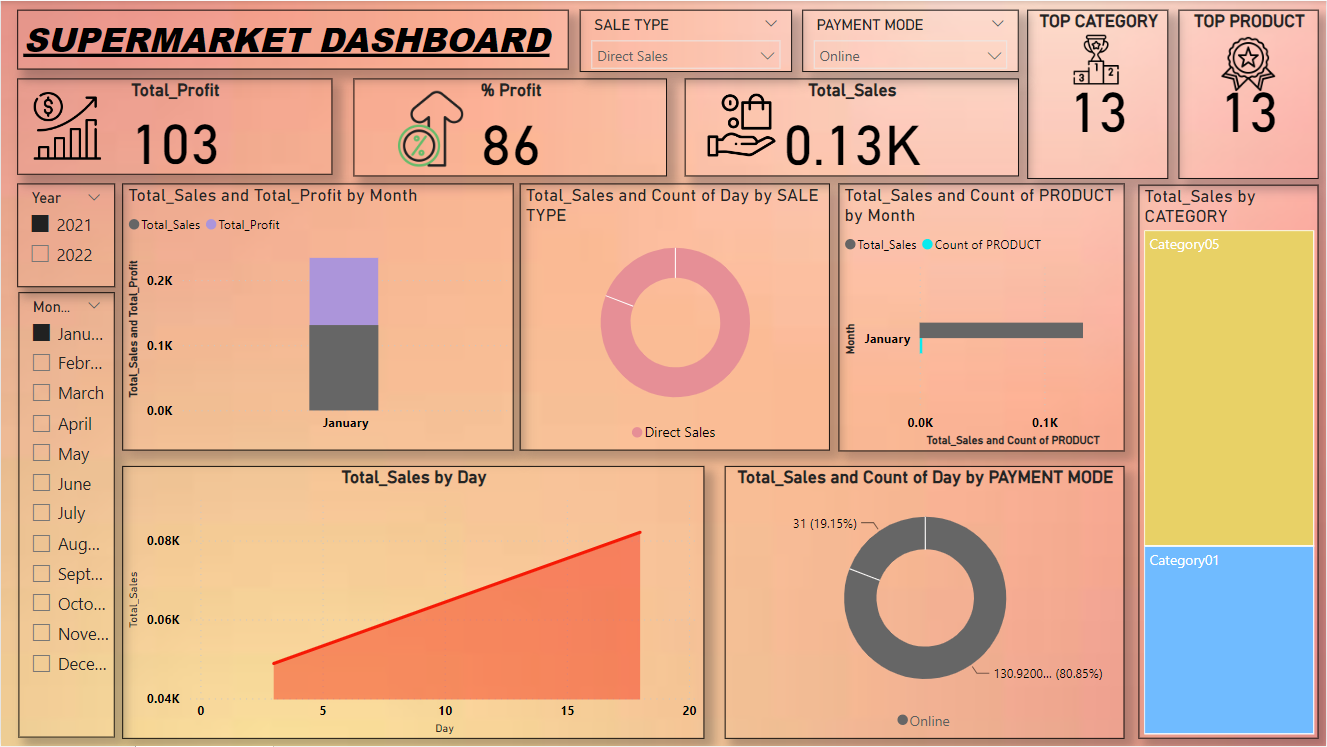 SUPERMARKET DASHBOARD
SALE TYPE
Direct Sales
PAYMENT MODE
Online
TOP CATEGORY
1
2
3
13
TOP PRODUCT
13
Total_Profit
$
103
% Profit
%
86
Total_Sales
0.13K
Year
2021
2022
Mon...
Janu...
Febr...
March
April
May
June
July
Aug...
Sept...
Octo...
Nove...
Dece...
Total_Sales and Total_Profit by Month
Total_Sales Total_Profit
Total_Sales and Total_Profit
0.2K
0.1K
0.0K
January
Total_Sales and Count of Day by SALE
TYPE
Direct Sales
Total_Sales and Count of PRODUCT
by Month
Total_Sales Count of PRODUCT
Month
January
0.0K 0.1K
Total_Sales and Count of PRODUCT
Total_Sales by
CATEGORY
Category05
Category01
Total_Sales by Day
Total_Sales
0.08K
0.06K
0.04K
0 5 10 15 20
Day
Total_Sales and Count of Day by PAYMENT MODE
31 (19.15%)
130.9200... (80.85%)
Online